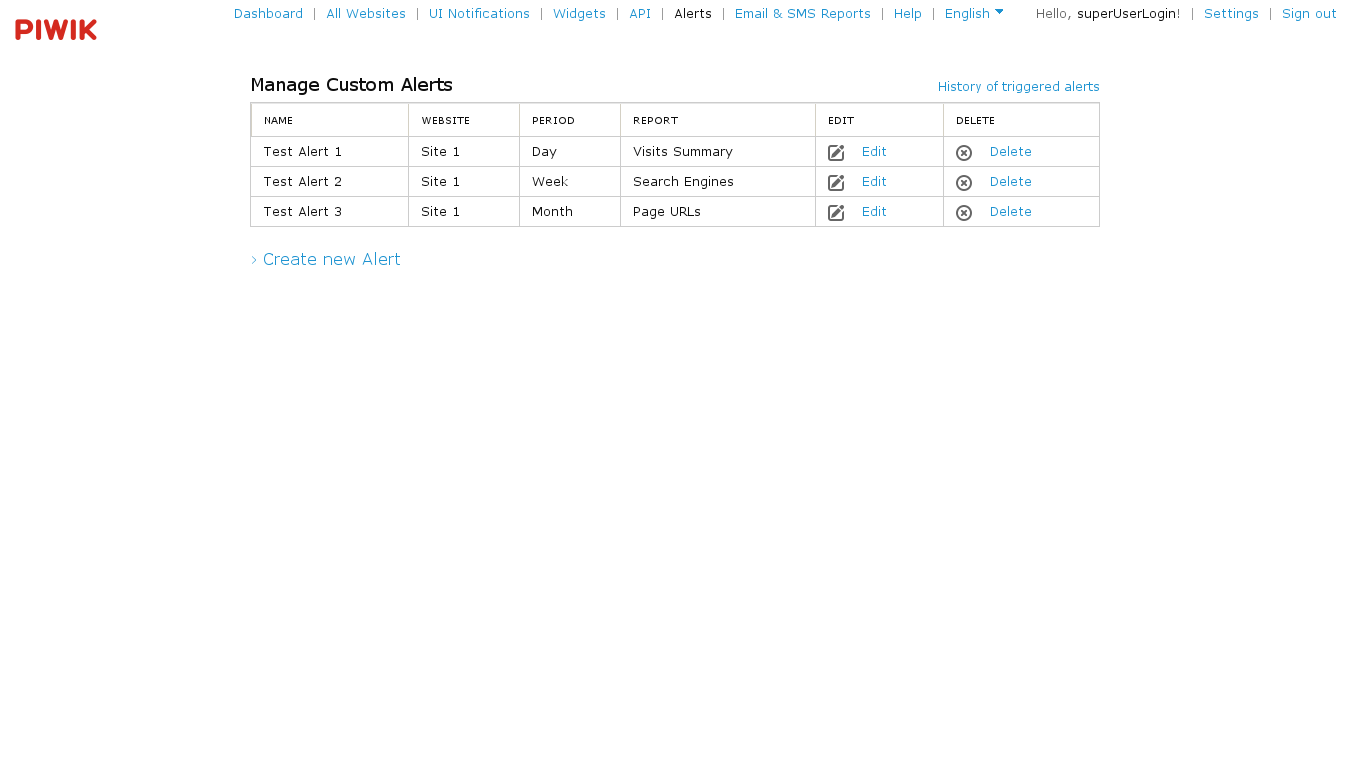 PIWIK
Dashboard | All Websites | UI Notifications | Widgets | API | Alerts | Email & SMS Reports | Help | English Hello, superUserLogin! | Settings | Sign out
Manage Custom Alerts History of triggered alerts
NAME WEBSITE PERIOD REPORT EDIT DELETE
Test Alert 1 Site 1 Day Visits Summary Edit Delete
Test Alert 2 Site 1 Week Search Engines Edit Delete
Test Alert 3 Site 1 Month Page URLs Edit Delete
› Create new Alert